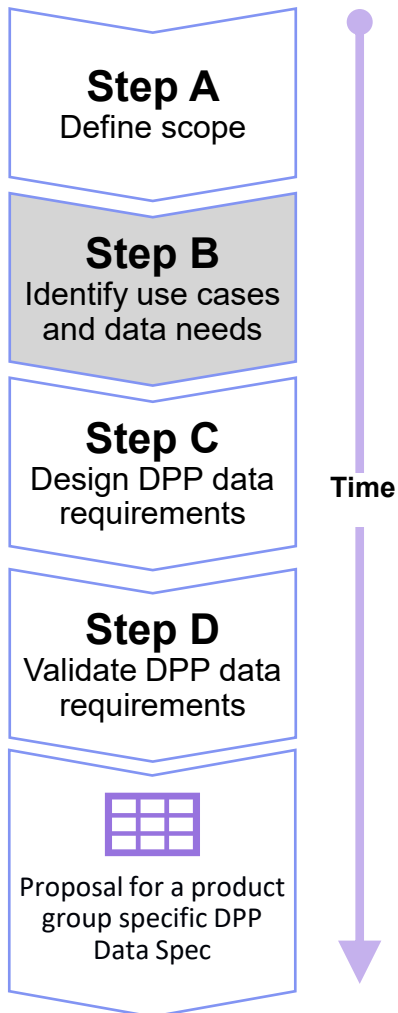 Step A
Define scope
Step B
Identify use cases
and data needs
Step C
Design DPP data
requirements
Time
Step D
Validate DPP data
requirements
Proposal for a product
group specific DPP
Data Spec